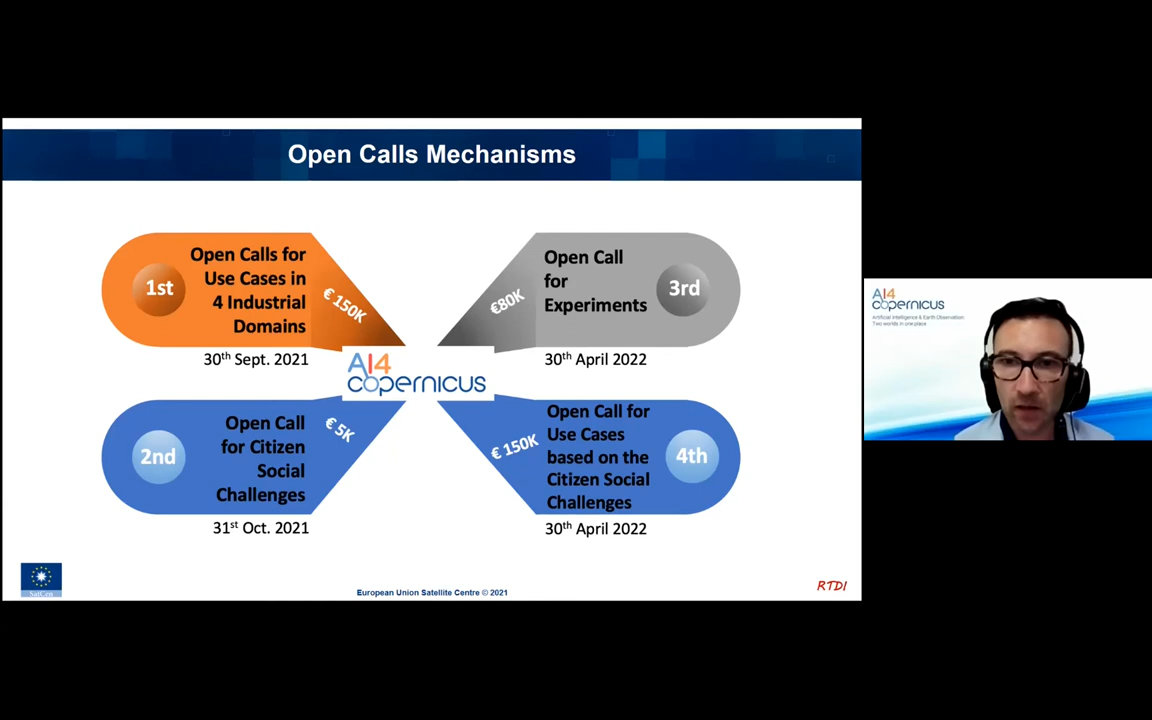 Open Calls Mechanisms
1st
Open Calls for
Use Cases in
4 Industrial
Domains
€ 150K
30th Sept. 2021
€80K
Open Call
for
Experiments
3rd
30th April 2022
AI4
copernicus
2nd
Open Call
for Citizen
Social
Challenges
€ 5K
31st Oct. 2021
€ 150K
Open Call for
Use Cases
based on the
Citizen Social
Challenges
4th
30th April 2022
SatCen
European Union Satellite Centre © 2021
RTDI
AI4
copernicus
Artificial Intelligence & Earth Observation
Two worlds in one place